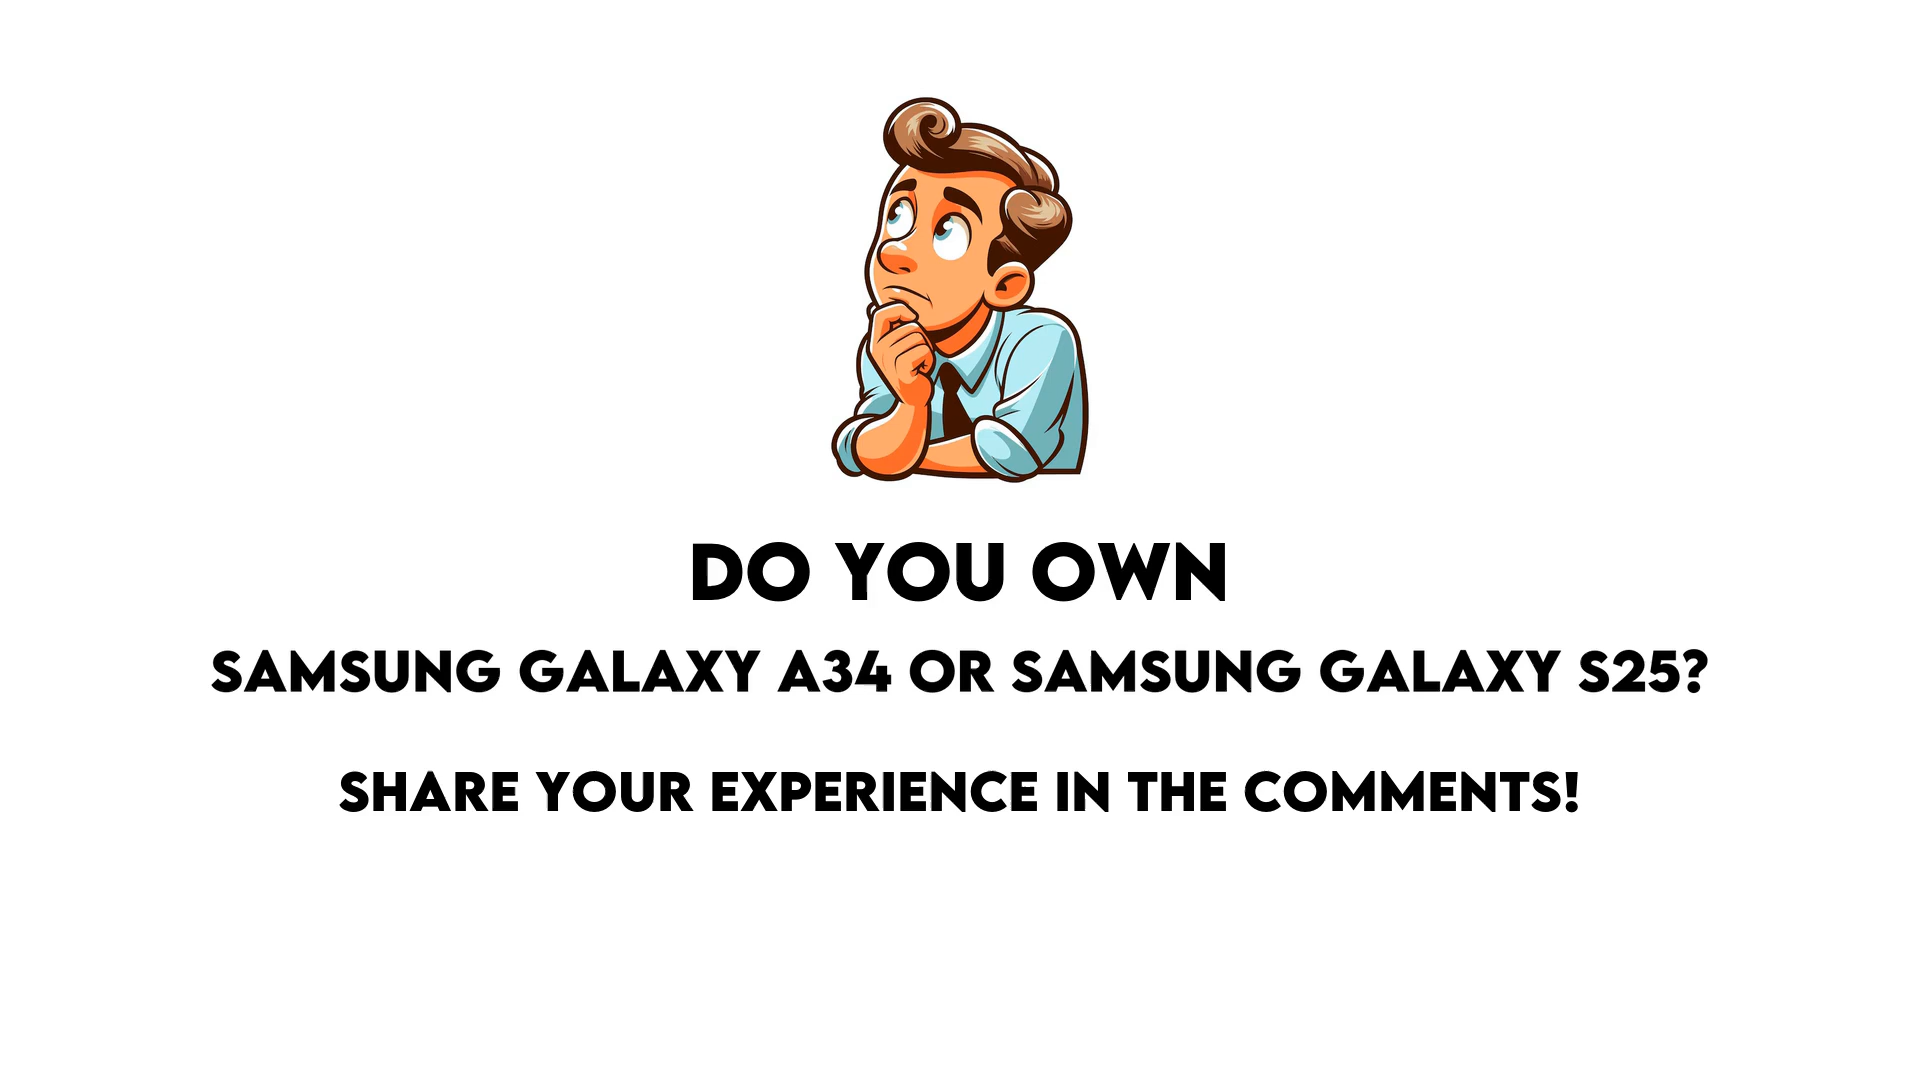 DO YOU OWN
SAMSUNG GALAXY A34 OR SAMSUNG GALAXY S25?
SHARE YOUR EXPERIENCE IN THE COMMENTS!